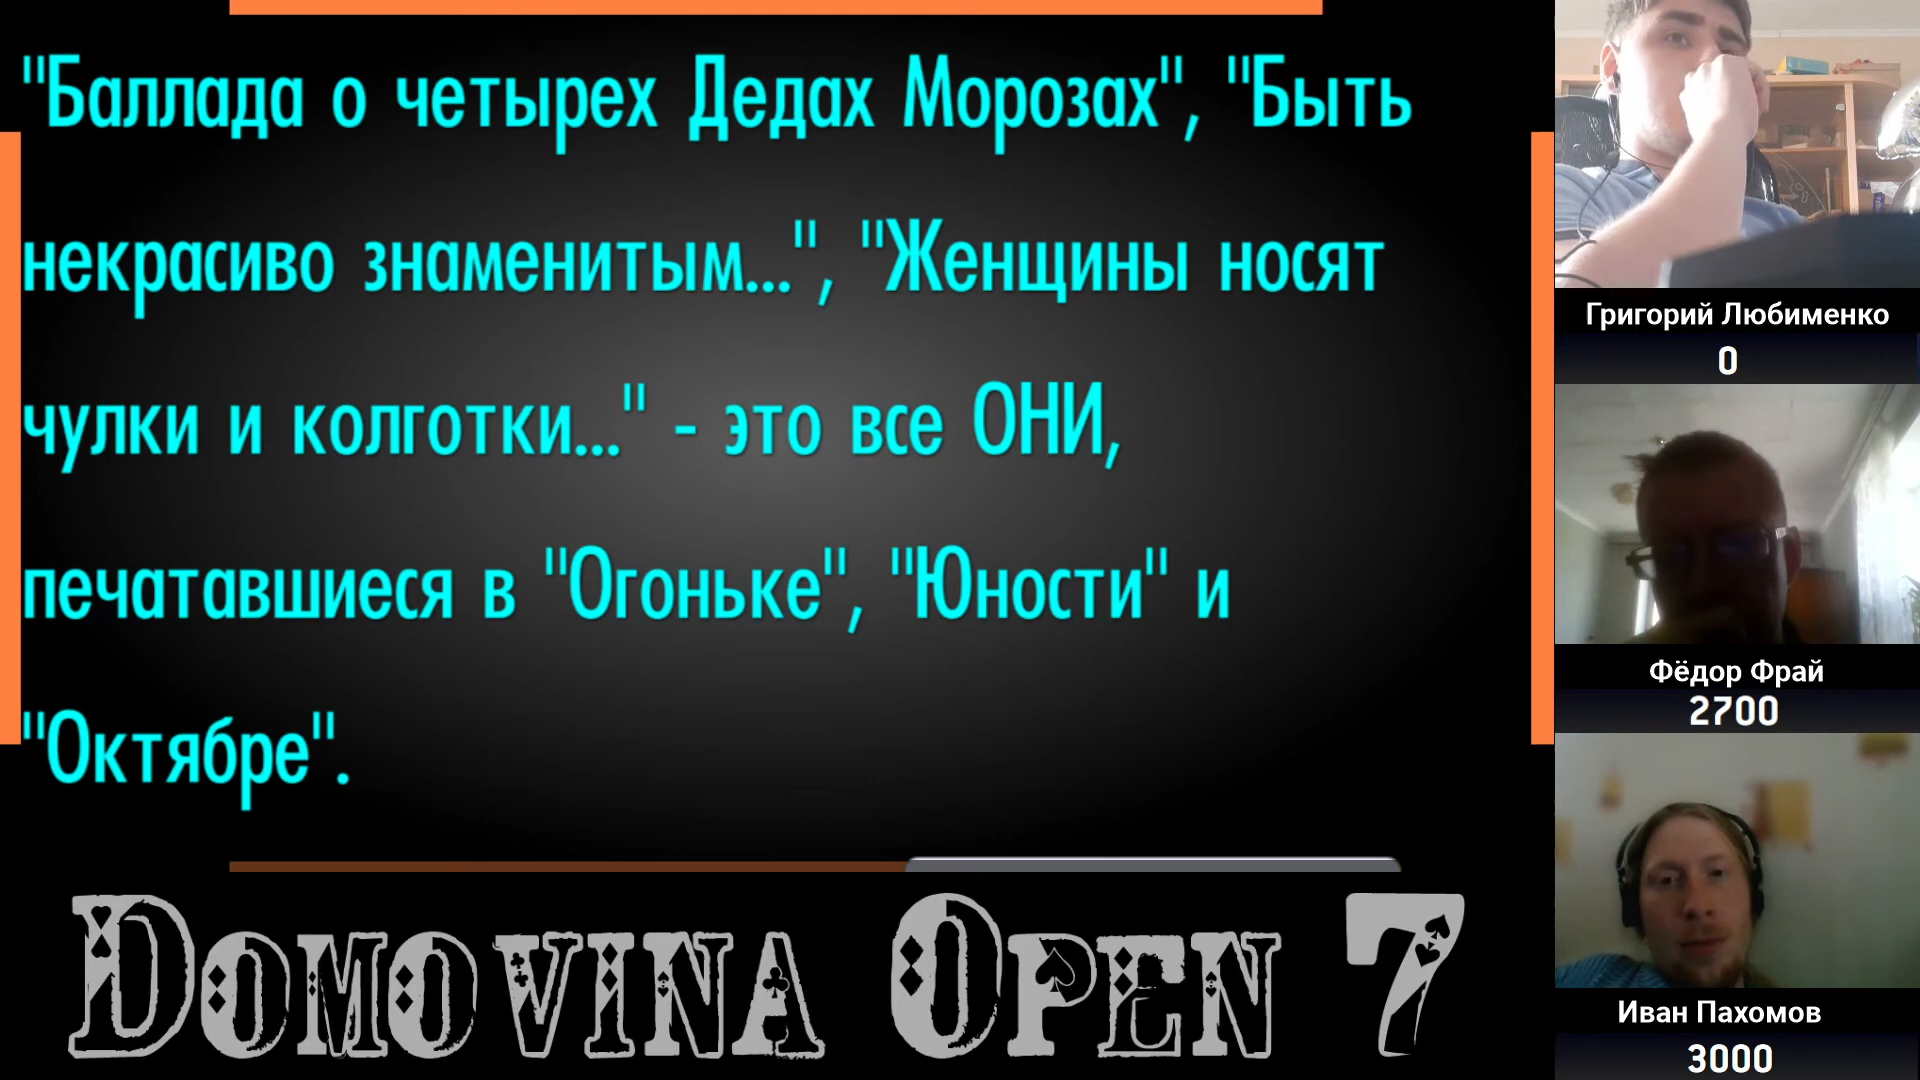 "Баллада о четырех Дедах Морозах", "Быть
некрасиво знаменитым...", "Женщины носят
чулки и колготки..." - это все ОНИ,
печатавшиеся в "Огоньке", "Юности" и
"Октябре".
Domovina Open 7
Григорий Любименко
0
Фёдор Фрай
2700
Иван Пахомов
3000